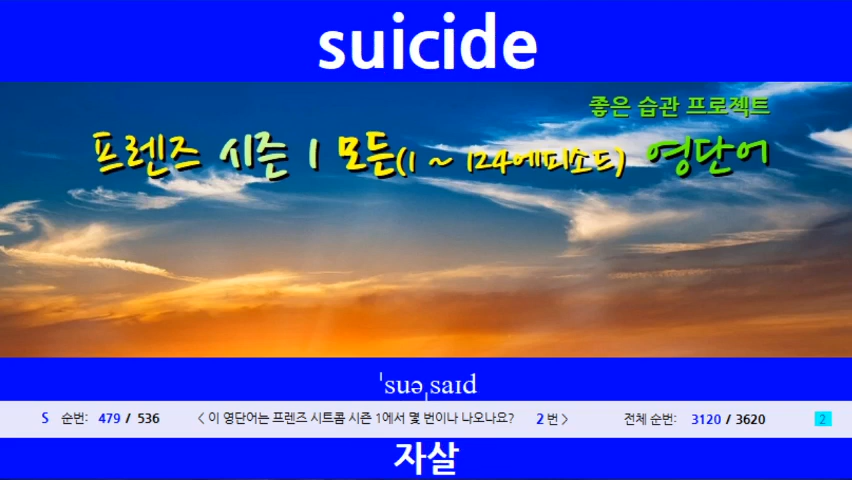 suicide
좋은 습관 프로젝트
프렌즈 시즌 1 모든(1 ~ 124에피소드) 영단어
ˈsuəˌsaɪd
S 순번: 479 / 536 < 이 영단어는 프렌즈 시트콤 시즌 1에서 몇 번이나 나오나요? 2 번 > 전체 순번: 3120 / 3620 2
자살